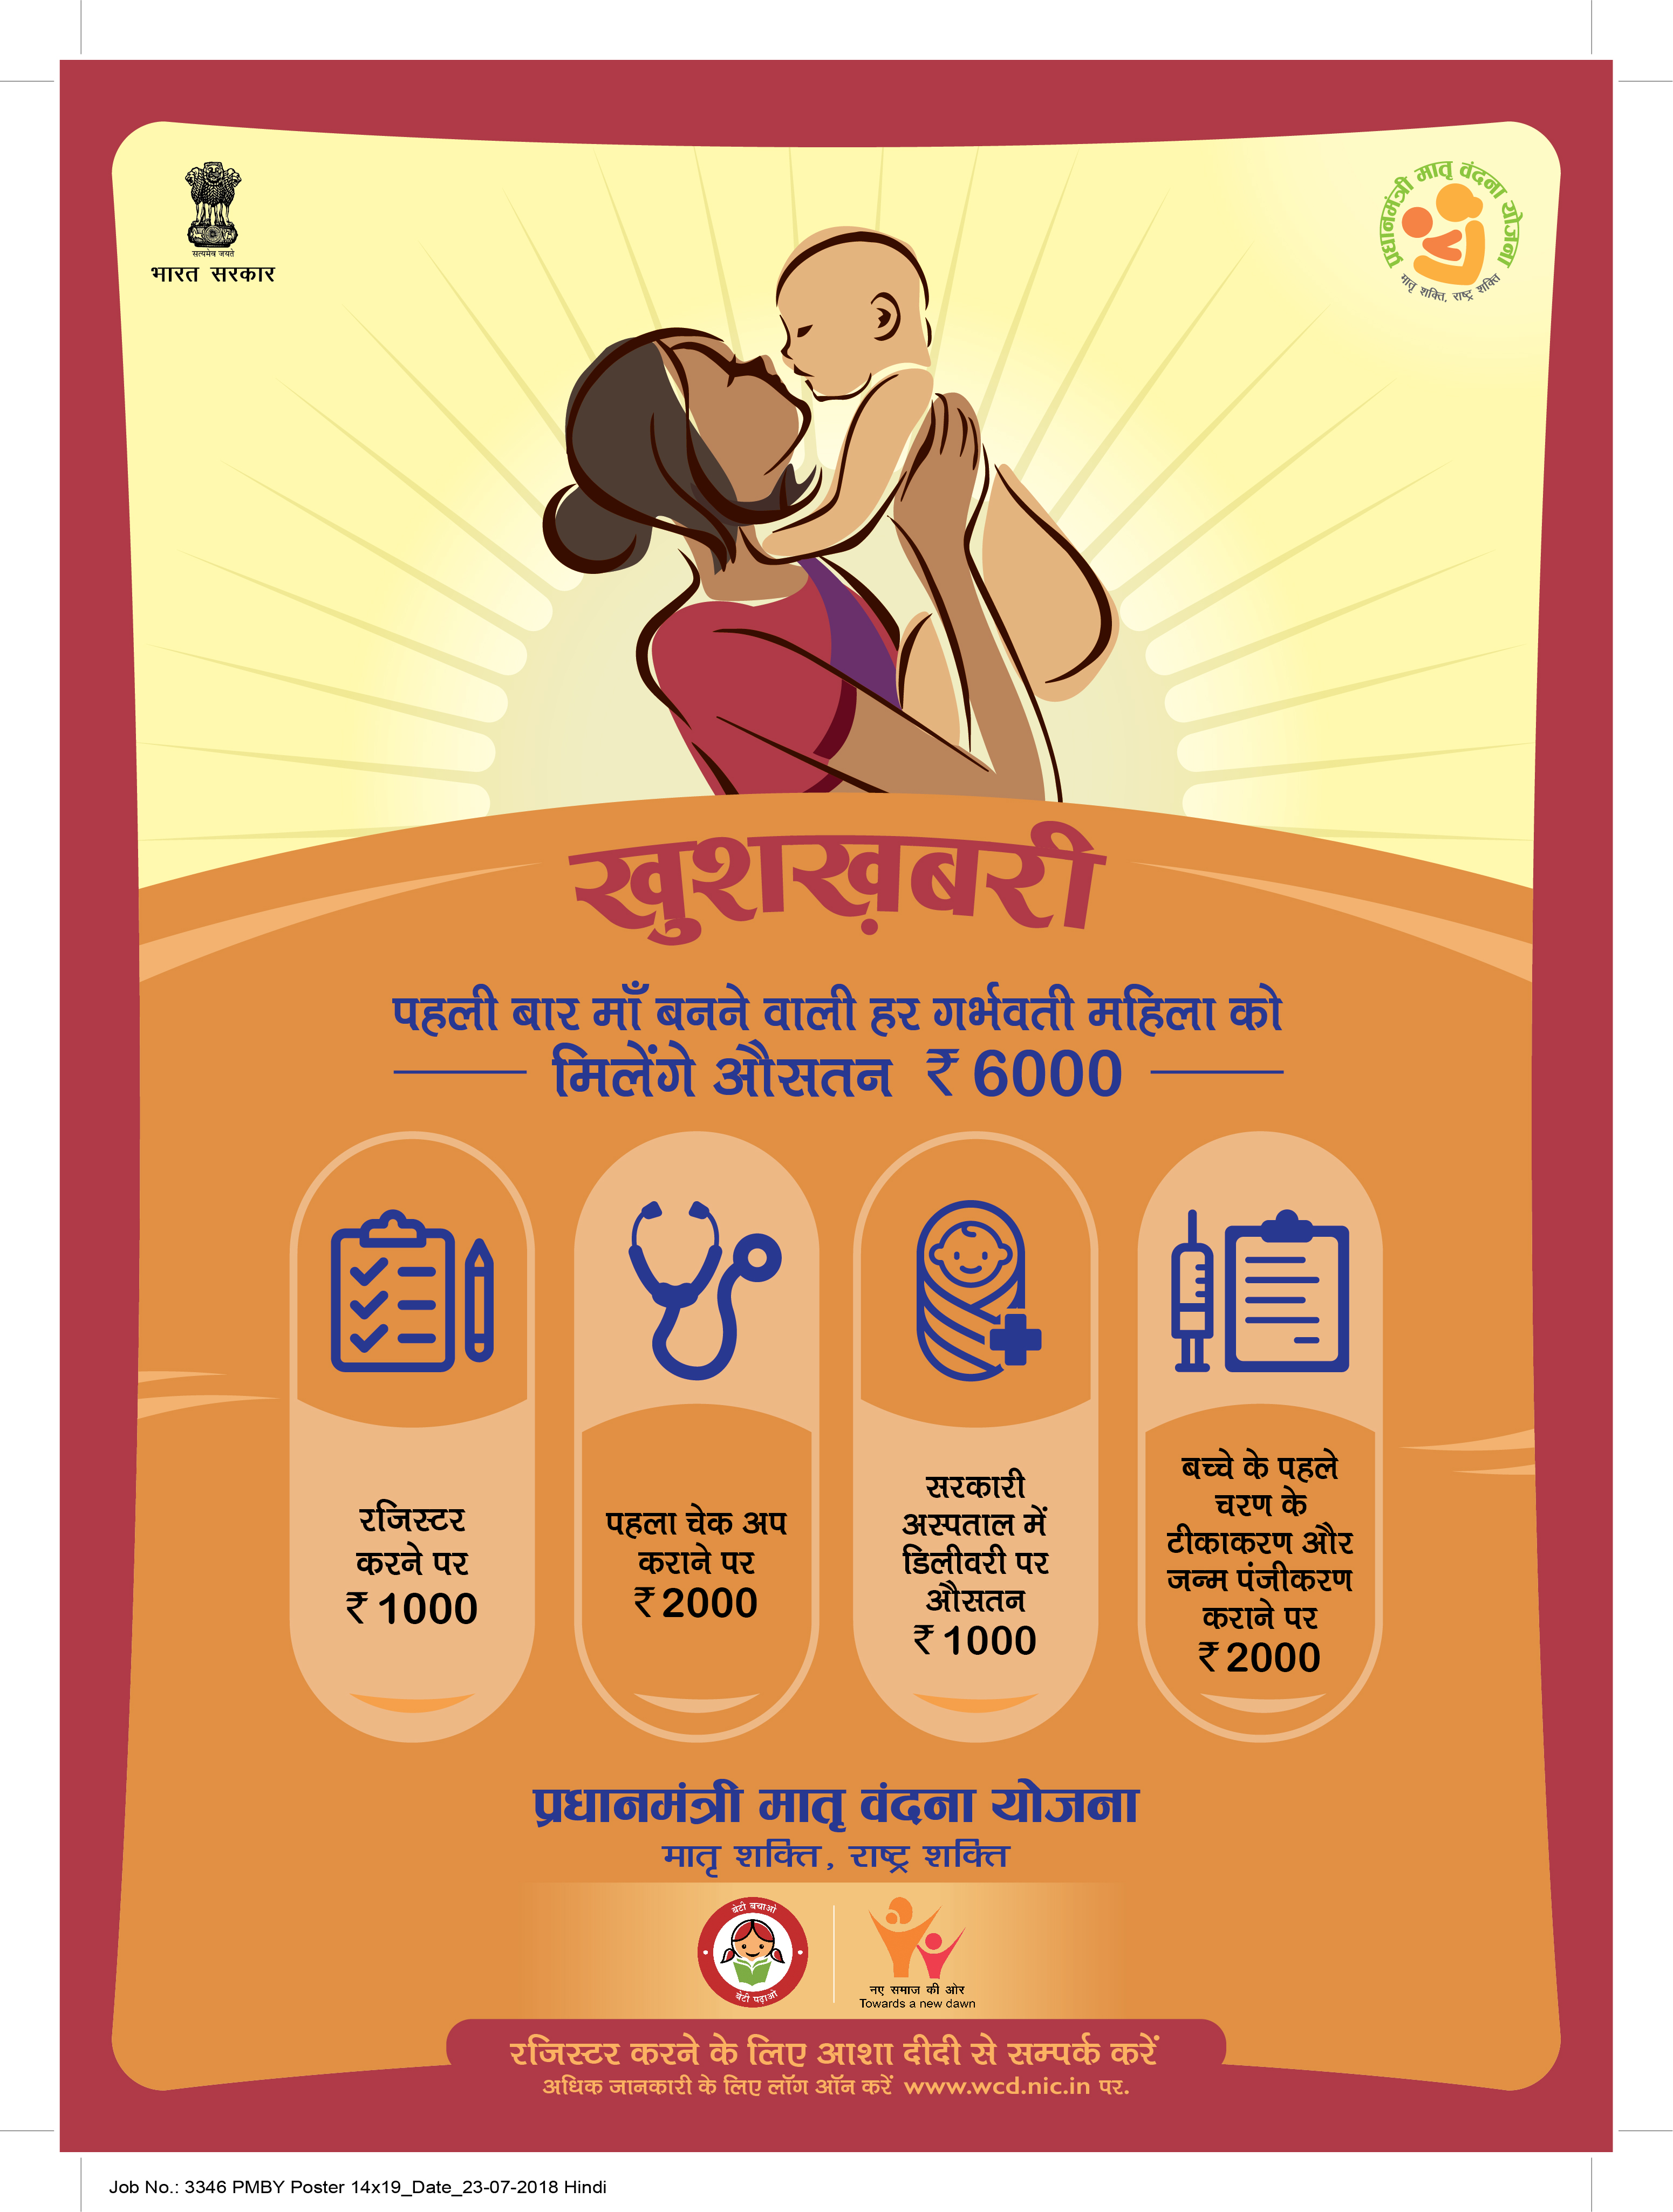 सत्यमेव जयते
भारत सरकार
प्रधानमंत्री मातृ वंदना योजना
मातृ शक्ति, राष्ट्र शक्ति
खुशख़बरी
पहली बार माँ बनने वाली हर गर्भवती महिला को
मिलेंगे औसतन ₹ 6000
रजिस्टर
करने पर
₹ 1000
पहला चेक अप
कराने पर
₹ 2000
सरकारी
अस्पताल में
डिलीवरी पर
औसतन
₹ 1000
बच्चे के पहले
चरण के
टीकाकरण और
जन्म पंजीकरण
कराने पर
₹ 2000
प्रधानमंत्री मातृ वंदना योजना
मातृ शक्ति, राष्ट्र शक्ति
बेटी बचाओ
बेटी पढ़ाओ
नए समाज की ओर
Towards a new dawn
रजिस्टर करने के लिए आशा दीदी से सम्पर्क करें
अधिक जानकारी के लिए लॉग ऑन करें www.wcd.nic.in पर.
Job No.: 3346 PMBY Poster 14x19_Date_23-07-2018 Hindi